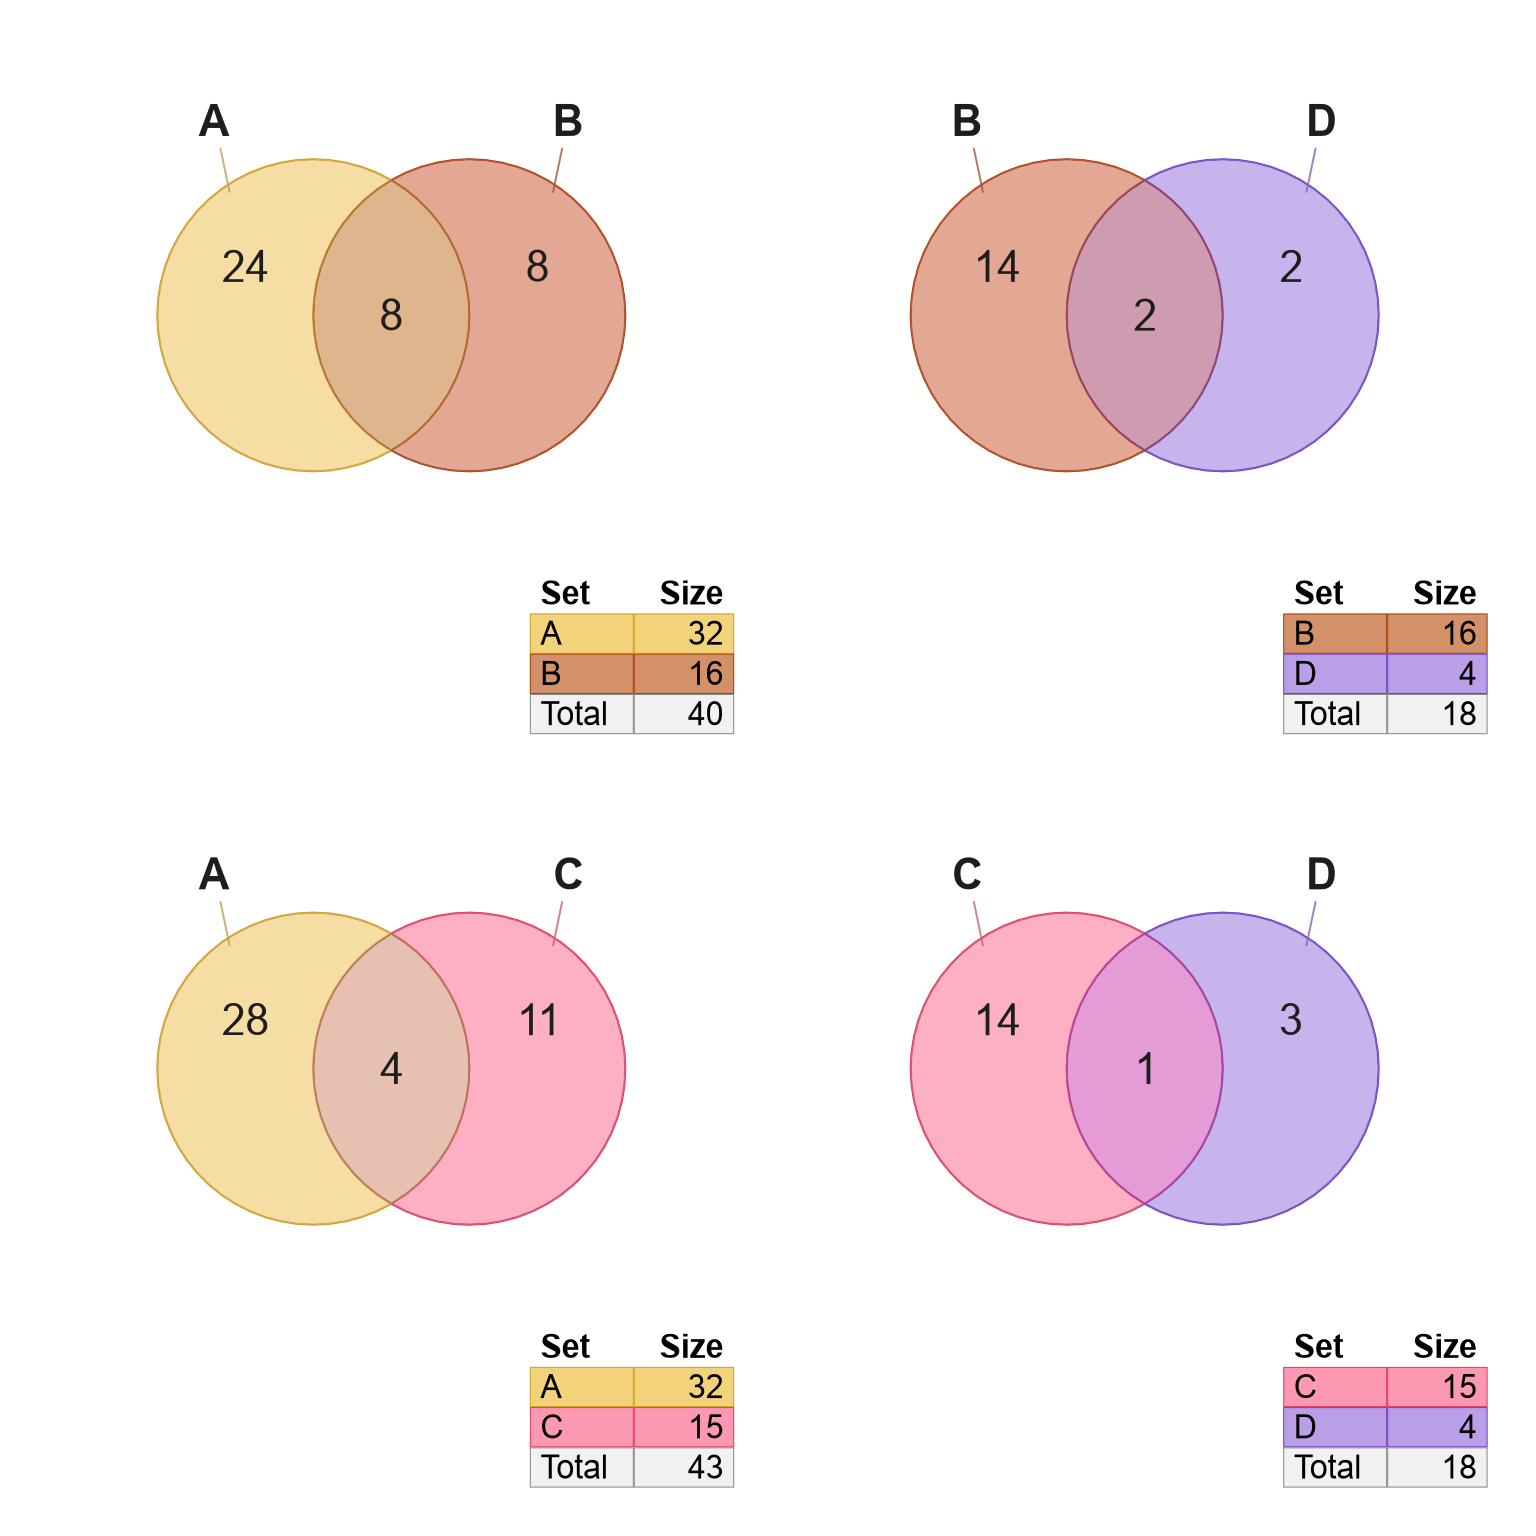 A B
24 8 8
Set Size
A 32
B 16
Total 40
B D
14 2 2
Set Size
B 16
D 4
Total 18
A C
28 4 11
Set Size
A 32
C 15
Total 43
C D
14 1 3
Set Size
C 15
D 4
Total 18